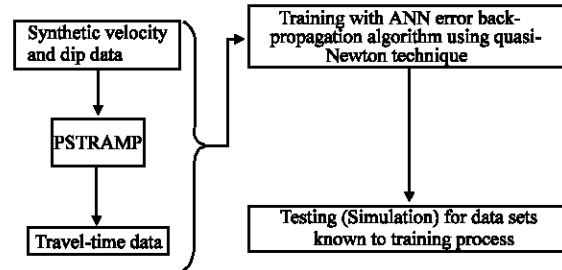 Synthetic velocity
and dip data
PSTRAMP
Travel-time data
Training with ANN error back-
propagation algorithm using quasi-
Newton technique
Testing (Simulation) for data sets
known to training process